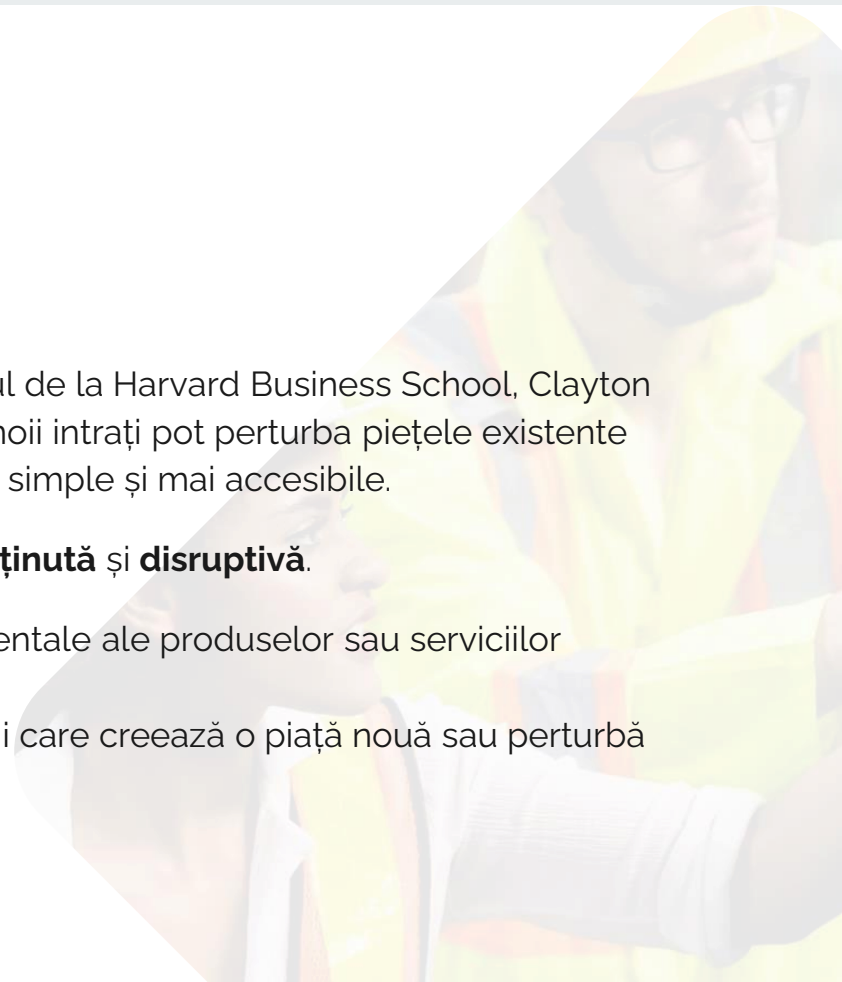 ul de la Harvard Business School, Clayton
noii intrați pot perturba piețele existente
simple și mai accesibile.
ținută și disruptivă.
entale ale produselor sau serviciilor
i care creează o piață nouă sau perturbă